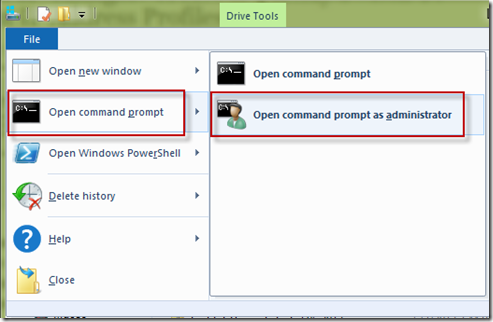 Drive Tools
File
Open new window
Open command prompt
Open Windows PowerShell
Delete history
Help
Close
Open command prompt
Open command prompt as administrator